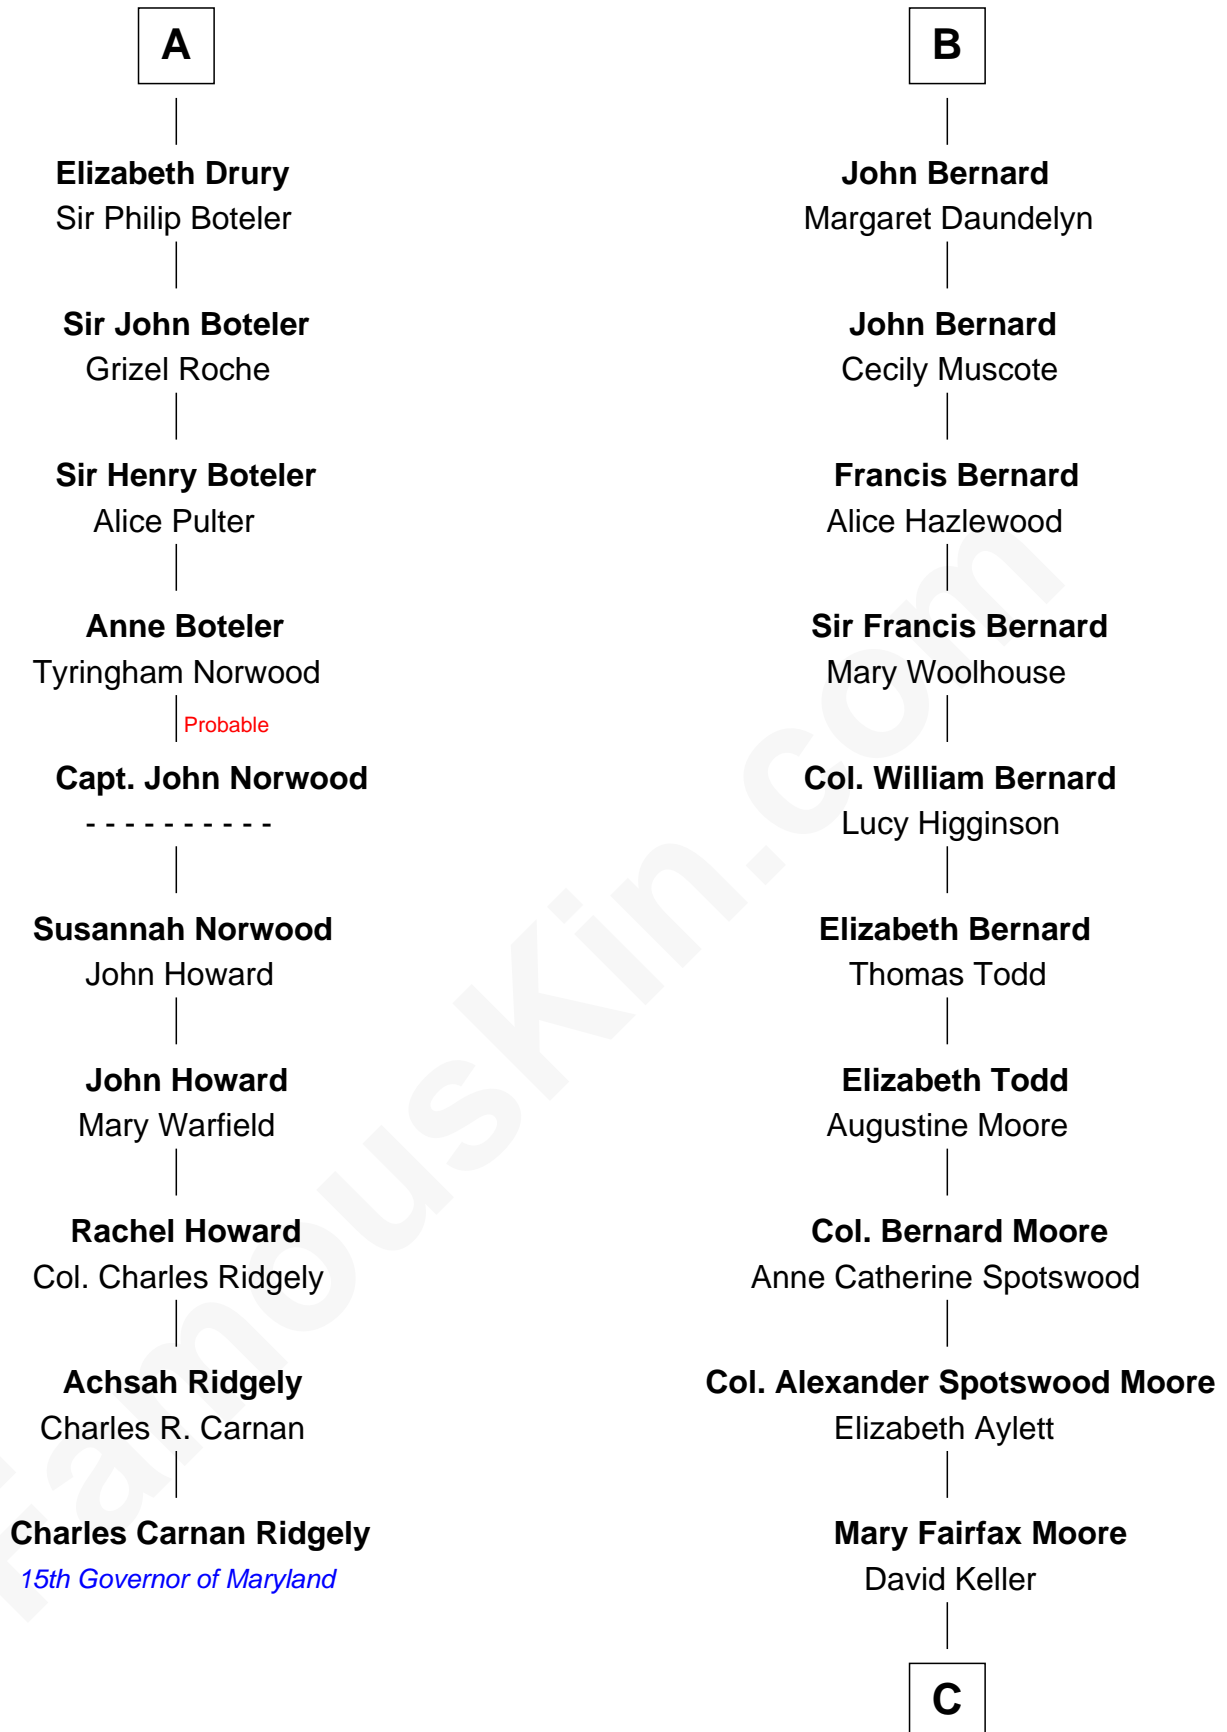 A
Elizabeth Drury
Sir Philip Boteler
Sir John Boteler
Grizel Roche
Sir Henry Boteler
Alice Pulter
Anne Boteler
Tyringham Norwood
Probable
Capt. John Norwood
- - - - - - - - - -
Susannah Norwood
John Howard
John Howard
Mary Warfield
Rachel Howard
Col. Charles Ridgely
Achsah Ridgely
Charles R. Carnan
Charles Carnan Ridgely
15th Governor of Maryland
B
John Bernard
Margaret Daundelyn
John Bernard
Cecily Muscote
Francis Bernard
Alice Hazlewood
Sir Francis Bernard
Mary Woolhouse
Col. William Bernard
Lucy Higginson
Elizabeth Bernard
Thomas Todd
Elizabeth Todd
Augustine Moore
Col. Bernard Moore
Anne Catherine Spotswood
Col. Alexander Spotswood Moore
Elizabeth Aylett
Mary Fairfax Moore
David Keller
C
FamousKin.com